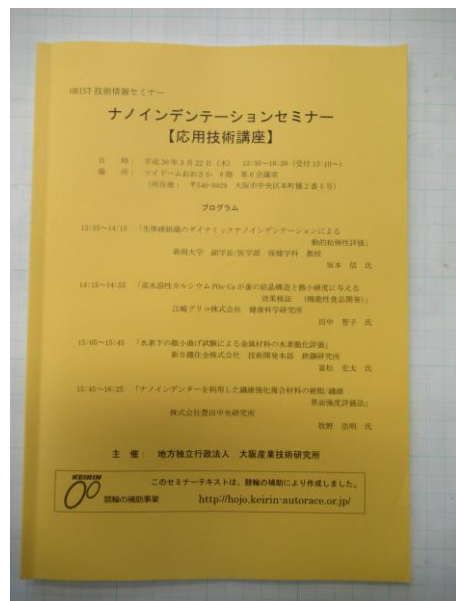 ORIST 技術情報セミナー
ナノインデンテーションセミナー
【応用技術講座】
日 時： 平成 30 年 3 月 22 日（木） 13:30～16:30（受付 13:10～）
場 所： マイドームおおさか 8 階 第 6 会議室
（所在地： 〒540-0029 大阪市中央区本町橋 2 番 5 号）
プログラム
13:35～14:15 「生体硬組織のダイナミックナノインデンテーションによる
動的粘弾性評価」
新潟大学 副学長/医学部 保健学科 教授
坂本 信 氏
14:15～14:55 「高水溶性カルシウム POs-Ca が歯の結晶構造と微小硬度に与える
効果検証 （機能性食品開発）」
江崎グリコ株式会社 健康科学研究所
田中 智子 氏
15:05～15:45 「水素下の微小曲げ試験による金属材料の水素脆化評価」
新日鐵住金株式会社 技術開発本部 鉄鋼研究所
富松 宏太 氏
15:45～16:25 「ナノインデンターを利用した繊維強化複合材料の樹脂/繊維
界面強度評価法」
株式会社豊田中央研究所
牧野 浩明 氏
主 催： 地方独立行政法人 大阪産業技術研究所
KEIRIN
このセミナーテキストは、競輪の補助により作成しました。
競輪の補助事業 http://hojo.keirin-autorace.or.jp/